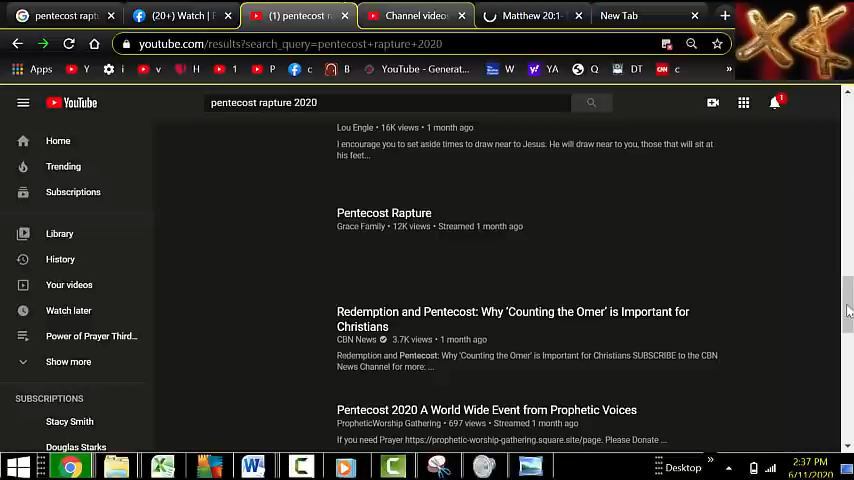 pentecost rapt
(20+) Watch | F
(1) pentecost r
Channel videos
Matthew 20:1-
New Tab
youtube.com/results?search_query=pentecost+rapture+2020
Apps
Y
i
v
H
P
c
B
YouTube - Generat...
W
YA
Q
DT
CNN
c
»
YouTube
pentecost rapture 2020
1
Home
Trending
Subscriptions
Library
History
Your videos
Watch later
Power of Prayer Third...
Show more
SUBSCRIPTIONS
Stacy Smith
Douglas Starks
Lou Engle • 16K views • 1 month ago
I encourage you to set aside times to draw near to Jesus. He will draw near to you, those that will sit at
his feet...
Pentecost Rapture
Grace Family • 12K views • Streamed 1 month ago
Redemption and Pentecost: Why ‘Counting the Omer’ is Important for
Christians
CBN News 3.7K views • 1 month ago
Redemption and Pentecost: Why ‘Counting the Omer’ is Important for Christians SUBSCRIBE to the CBN
News Channel for more: ...
Pentecost 2020 A World Wide Event from Prophetic Voices
PropheticWorship Gathering • 697 views • Streamed 1 month ago
If you need Prayer https://prophetic-worship-gathering.square.site/page. Please Donate ...
Desktop
»
2:37 PM
6/11/2020